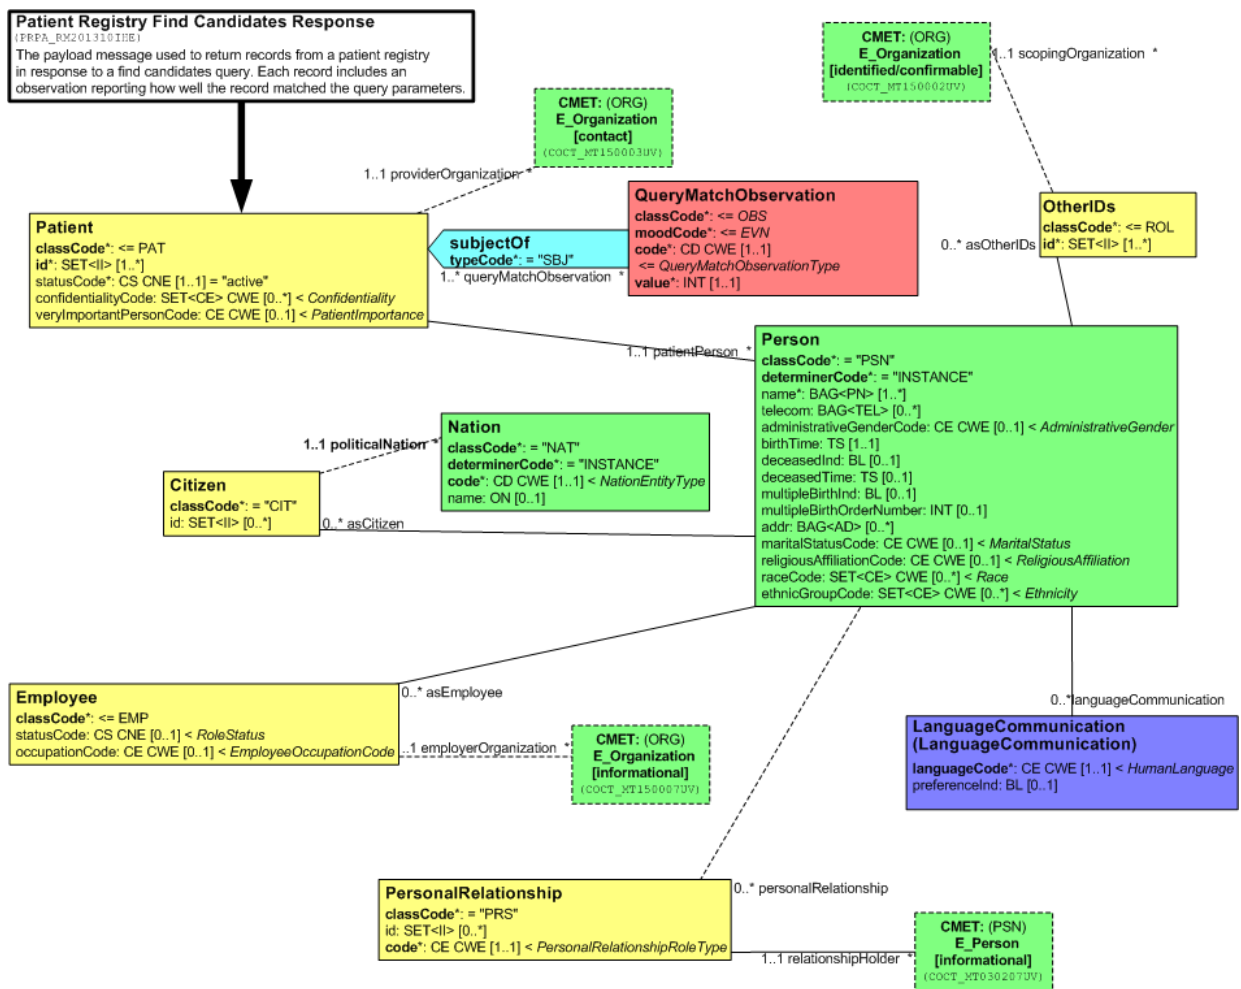 Patient Registry Find Candidates Response
(PRPA_RM201310IHE)
The payload message used to return records from a patient registry
in response to a find candidates query. Each record includes an
observation reporting how well the record matched the query parameters.
CMET: (ORG)
E_Organization
[identified/confirmable]
(COCT_MT150002UV)
1..1 scopingOrganization *
CMET: (ORG)
E_Organization
[contact]
(COCT_MT150003UV)
1..1 providerOrganization *
Patient
classCode*: <= PAT
id*: SET<II> [1..*]
statusCode*: CS CNE [1..1] = "active"
confidentialityCode: SET<CE> CWE [0..*] < Confidentiality
veryImportantPersonCode: CE CWE [0..1] < PatientImportance
subjectOf
typeCode*: = "SBJ"
1..* queryMatchObservation *
QueryMatchObservation
classCode*: <= OBS
moodCode*: <= EVN
code*: CD CWE [1..1]
<= QueryMatchObservationType
value*: INT [1..1]
OtherIDs
classCode*: <= ROL
id*: SET<II> [1..*]
0..* asOtherIDs
1..1 patientPerson *
Person
classCode*: = "PSN"
determinerCode*: = "INSTANCE"
name*: BAG<PN> [1..*]
telecom: BAG<TEL> [0..*]
administrativeGenderCode: CE CWE [0..1] < AdministrativeGender
birthTime: TS [1..1]
deceasedInd: BL [0..1]
deceasedTime: TS [0..1]
multipleBirthInd: BL [0..1]
multipleBirthOrderNumber: INT [0..1]
addr: BAG<AD> [0..*]
maritalStatusCode: CE CWE [0..1] < MaritalStatus
religiousAffiliationCode: CE CWE [0..1] < ReligiousAffiliation
raceCode: SET<CE> CWE [0..*] < Race
ethnicGroupCode: SET<CE> CWE [0..*] < Ethnicity
1..1 politicalNation *
Nation
classCode*: = "NAT"
determinerCode*: = "INSTANCE"
code*: CD CWE [1..1] < NationEntityType
name: ON [0..1]
Citizen
classCode*: = "CIT"
id: SET<II> [0..*]
0..* asCitizen
Employee
classCode*: <= EMP
statusCode: CS CNE [0..1] < RoleStatus
occupationCode: CE CWE [0..1] < EmployeeOccupationCode
0..* asEmployee
..1 employerOrganization *
CMET: (ORG)
E_Organization
[informational]
(COCT_MT150007UV)
0..*languageCommunication
LanguageCommunication
(LanguageCommunication)
languageCode*: CE CWE [1..1] < HumanLanguage
preferenceInd: BL [0..1]
PersonalRelationship
classCode*: = "PRS"
id: SET<II> [0..*]
code*: CE CWE [1..1] < PersonalRelationshipRoleType
0..* personalRelationship
1..1 relationshipHolder *
CMET: (PSN)
E_Person
[informational]
(COCT_MT030207UV)